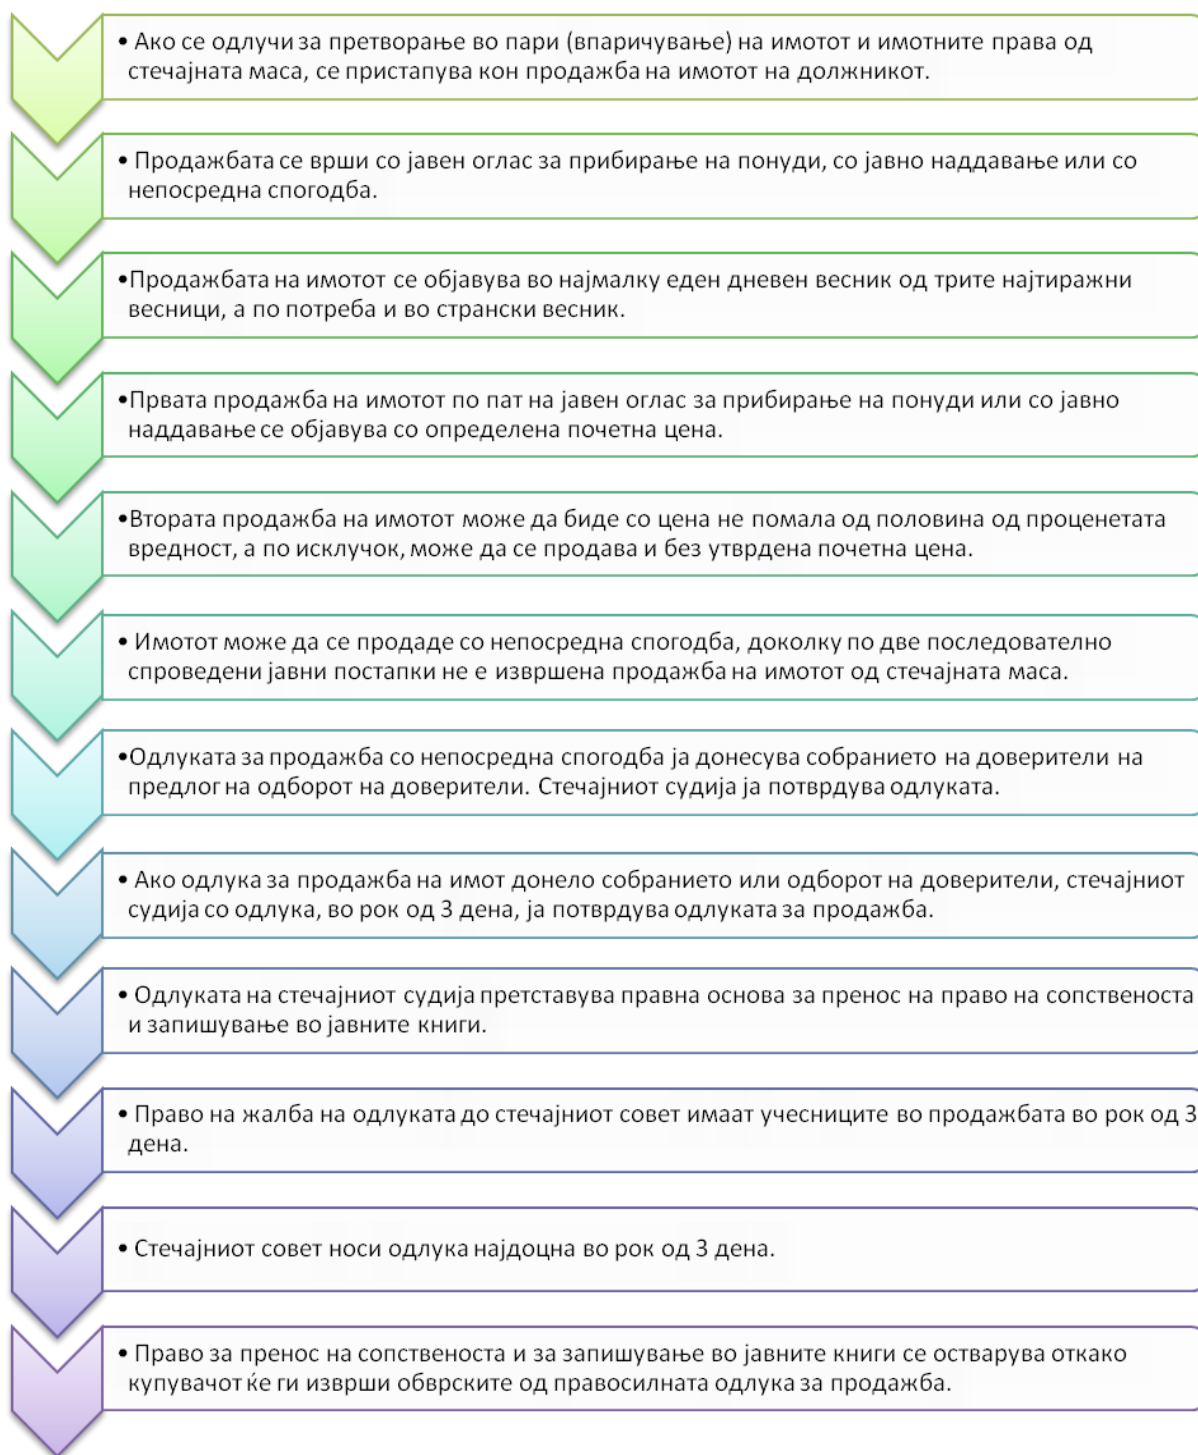 • Ако се одлучи за претворање во пари (впаричување) на имотот и имотните права од
стечајната маса, се пристапува кон продажба на имотот на должникот.
• Продажбата се врши со јавен оглас за прибирање на понуди, со јавно наддавање или со
непосредна спогодба.
•Продажбата на имотот се објавува во најмалку еден дневен весник од трите најтиражни
весници, а по потреба и во странски весник.
•Првата продажба на имотот по пат на јавен оглас за прибирање на понуди или со јавно
наддавање се објавува со определена почетна цена.
•Втората продажба на имотот може да биде со цена не помала од половина од проценетата
вредност, а по исклучок, може да се продава и без утврдена почетна цена.
• Имотот може да се продаде со непосредна спогодба, доколку по две последователно
спроведени јавни постапки не е извршена продажба на имотот од стечајната маса.
•Одлуката за продажба со непосредна спогодба ја донесува собранието на доверители на
предлог на одборот на доверители. Стечајниот судија ја потврдува одлуката.
• Ако одлука за продажба на имот донело собранието или одборот на доверители, стечајниот
судија со одлука, во рок од 3 дена, ја потврдува одлуката за продажба.
• Одлуката на стечајниот судија претставува правна основа за пренос на право на сопственоста
и запишување во јавните книги.
• Право на жалба на одлуката до стечајниот совет имаат учесниците во продажбата во рок од 3
дена.
• Стечајниот совет носи одлука најдоцна во рок од 3 дена.
• Право за пренос на сопственоста и за запишување во јавните книги се остварува откако
купувачот ќе ги изврши обврските од правосилната одлука за продажба.